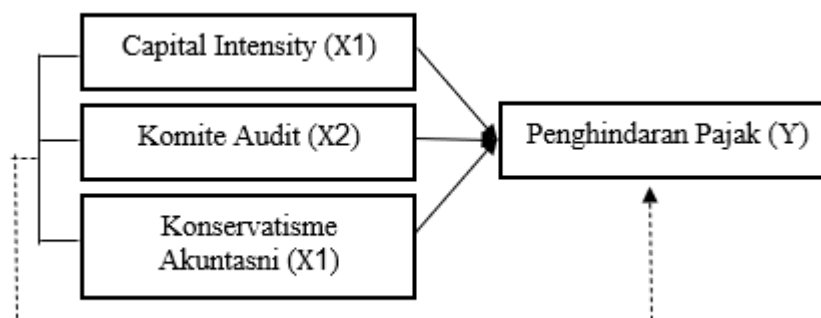 Capital Intensity (X1)
Komite Audit (X2)
Penghindaran Pajak (Y)
Konservatisme
Akuntasni (X1)